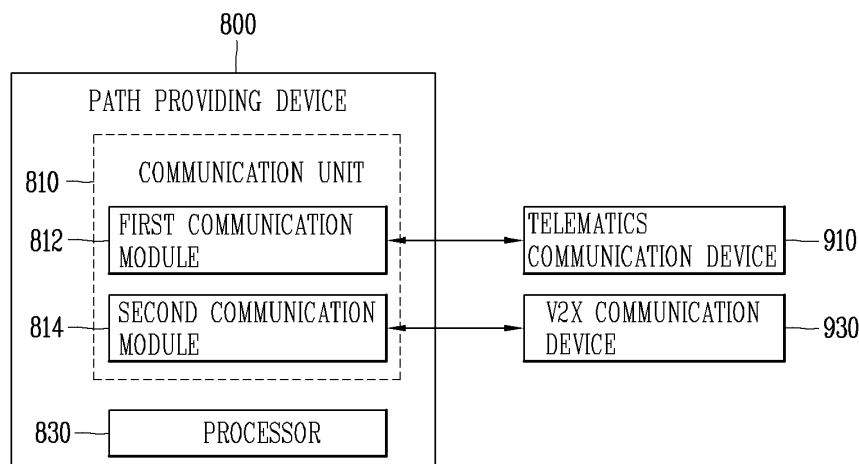 800
PATH PROVIDING DEVICE
810
COMMUNICATION UNIT
812
FIRST COMMUNICATION
MODULE
TELEMATICS
COMMUNICATION DEVICE
910
814
SECOND COMMUNICATION
MODULE
V2X COMMUNICATION
DEVICE
930
830
PROCESSOR